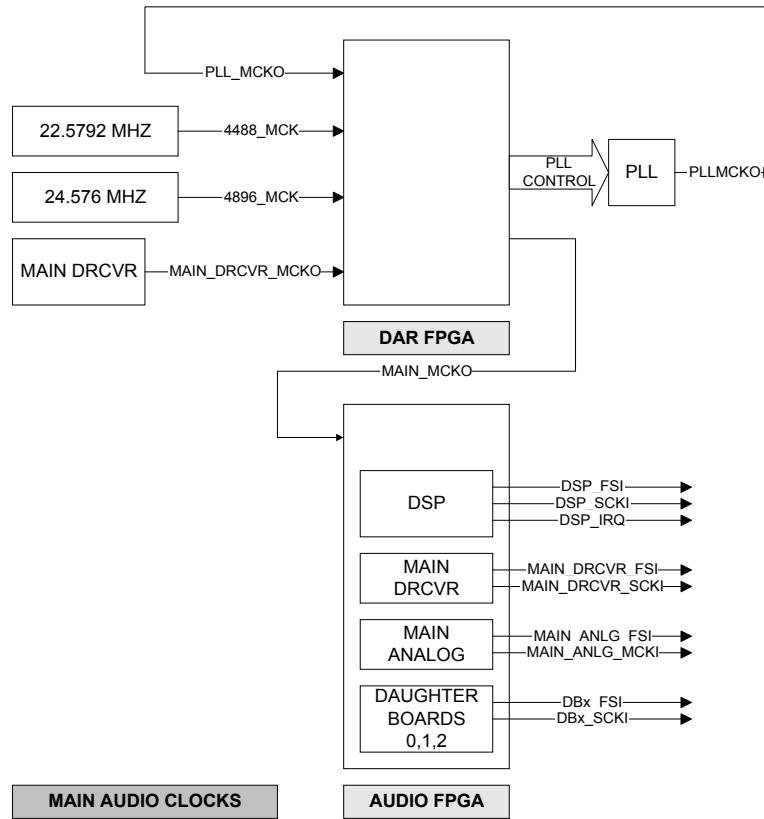 PLL_MCKO
22.5792 MHZ
4488_MCK
24.576 MHZ
4896_MCK
MAIN DRCVR
MAIN_DRCVR_MCKO
PLL
CONTROL
PLL
PLLMCKO
DAR FPGA
MAIN_MCKO
DSP
DSP_FSI
DSP_SCKI
DSP_IRQ
MAIN
DRCVR
MAIN_DRCVR_FSI
MAIN_DRCVR_SCKI
MAIN
ANALOG
MAIN_ANLG_FSI
MAIN_ANLG_MCKI
DAUGHTER
BOARDS
0,1,2
DBx_FSI
DBx_SCKI
MAIN AUDIO CLOCKS
AUDIO FPGA